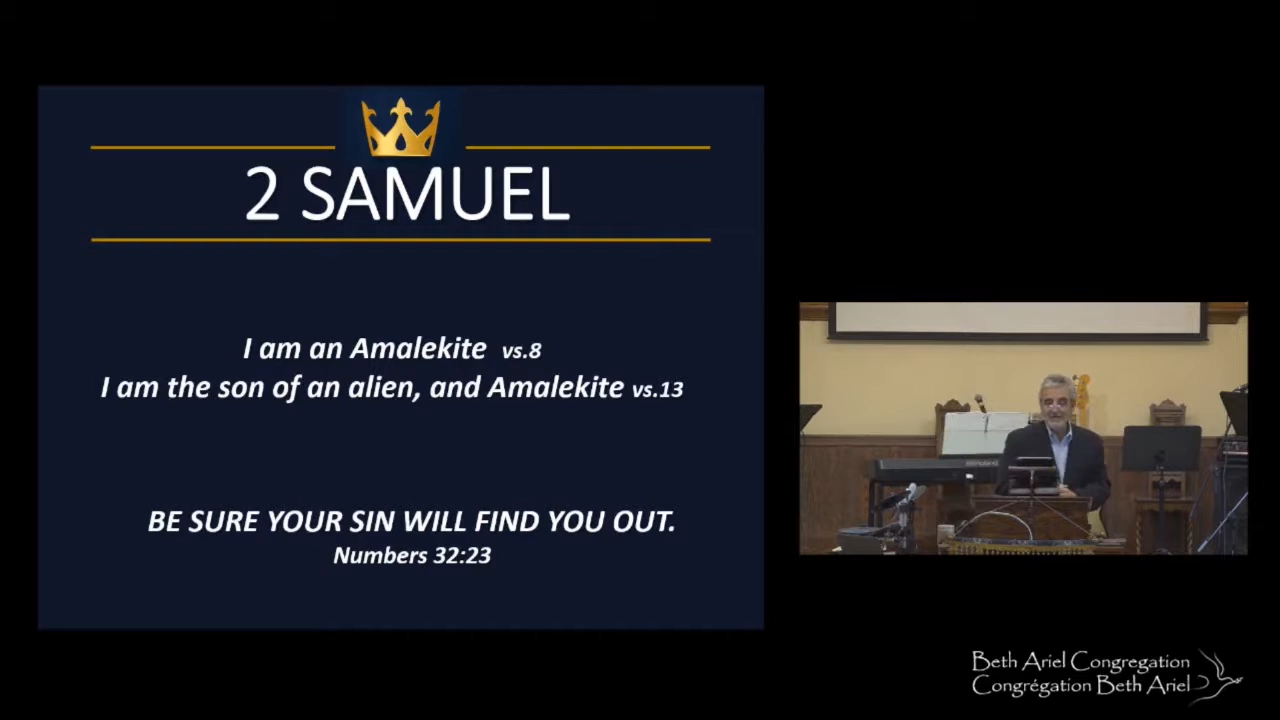 2 SAMUEL
I am an Amalekite vs.8
I am the son of an alien, and Amalekite vs.13
BE SURE YOUR SIN WILL FIND YOU OUT.
Numbers 32:23
Beth Ariel Congregation
Congrégation Beth Ariel